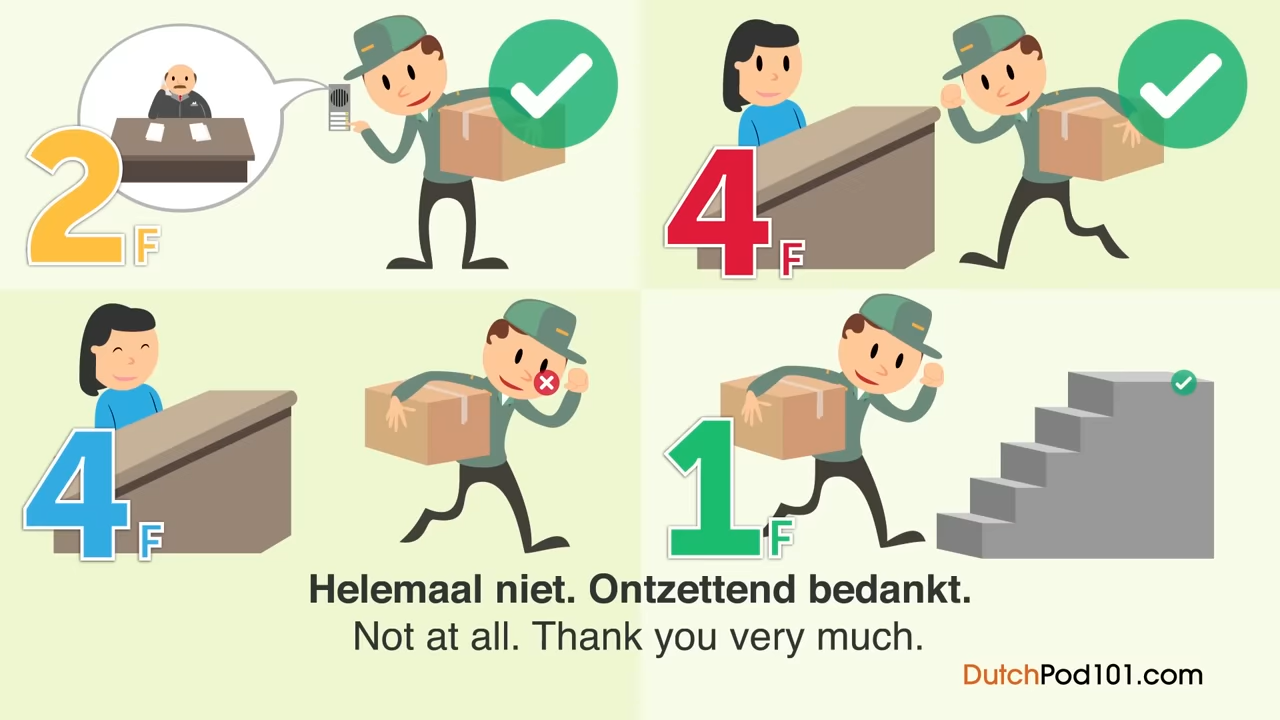 2F
4F
4F
1F
Helemaal niet. Ontzettend bedankt.
Not at all. Thank you very much.
DutchPod101.com